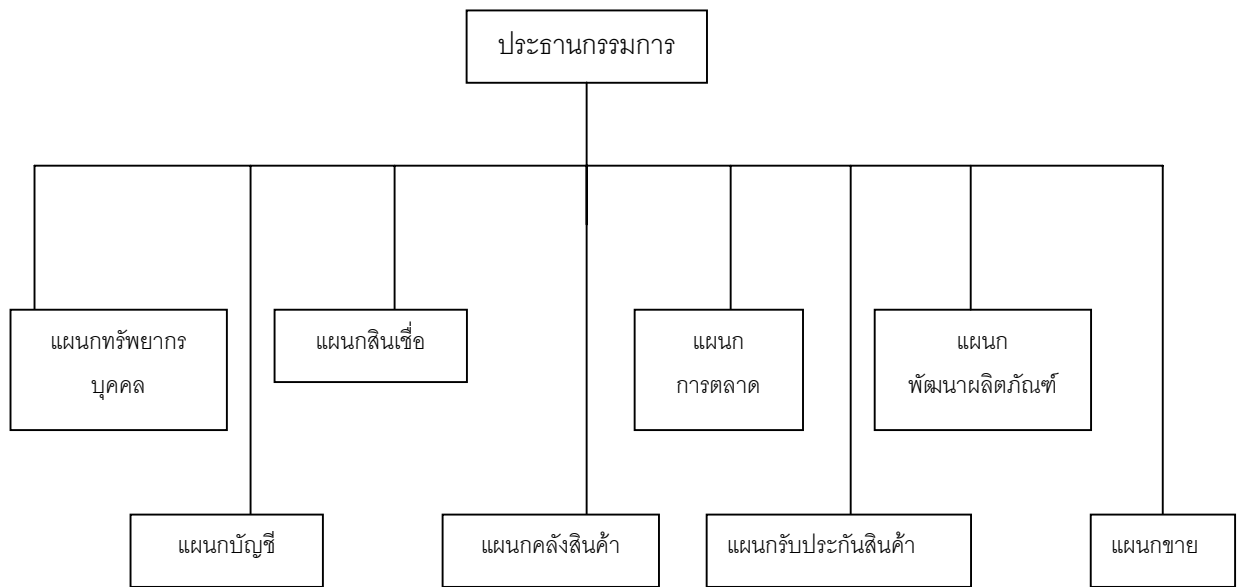 ประธานกรรมการ
แผนกทรัพยากร
บุคคล
แผนกสินเชื่อ
แผนก
การตลาด
แผนก
พัฒนาผลิตภัณฑ์
แผนกบัญชี
แผนกคลังสินค้า
แผนกรับประกันสินค้า
แผนกขาย